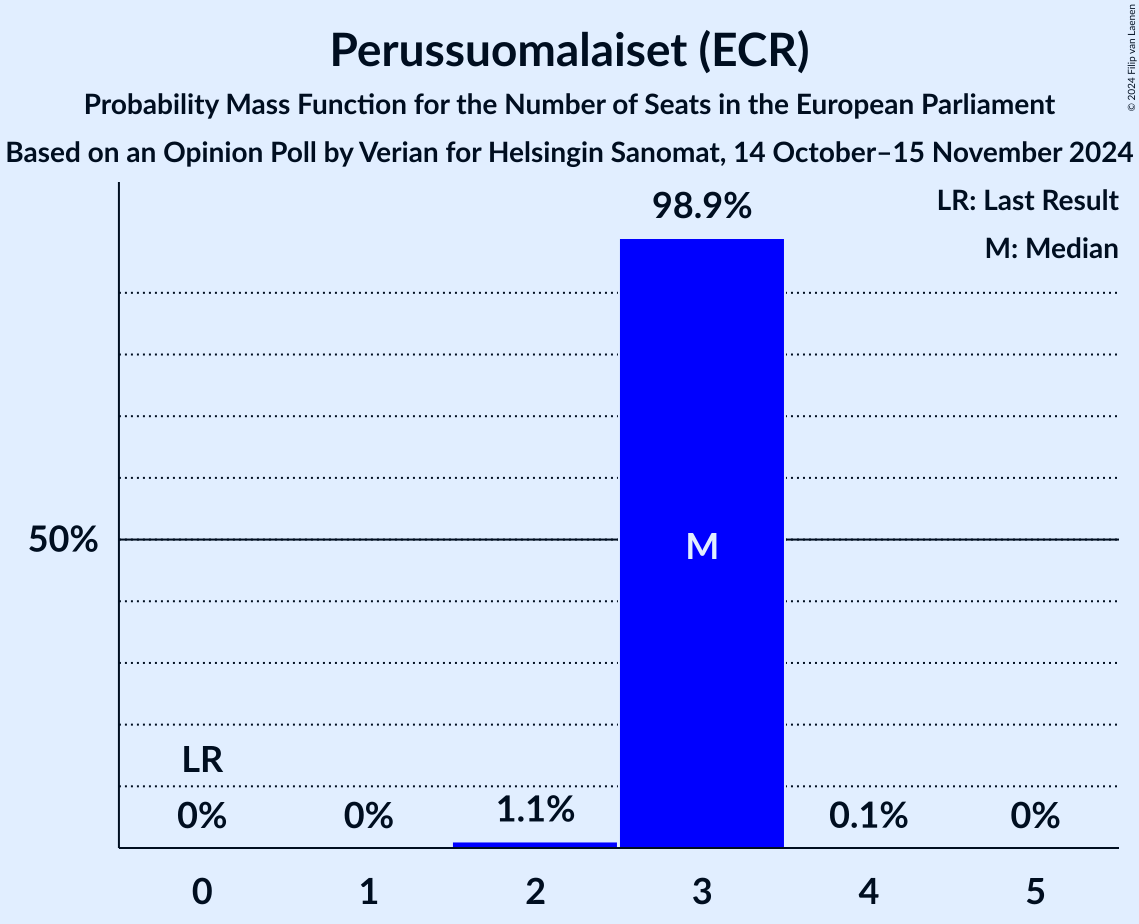 Perussuomalaiset (ECR)
Probability Mass Function for the Number of Seats in the European Parliament
Based on an Opinion Poll by Verian for Helsingin Sanomat, 14 October–15 November 2024
© 2024 Filip van Laenen
LR: Last Result
M: Median
98.9%
50%
M
LR
0% 0% 1.1% 0.1% 0%
0 1 2 3 4 5